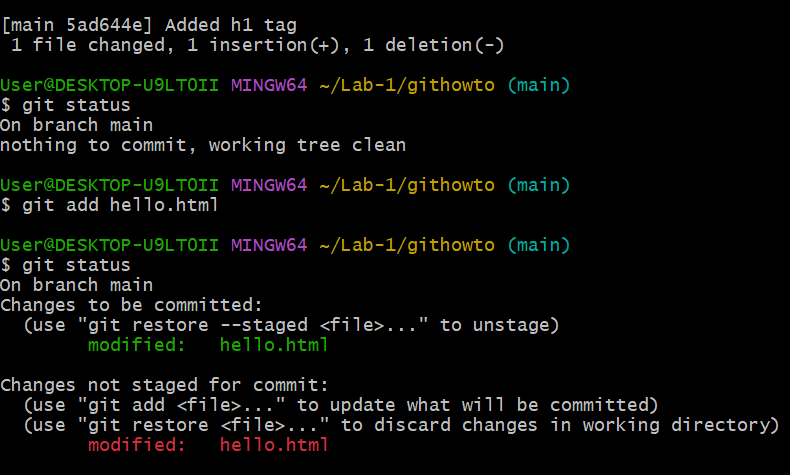 [main 5ad644e] Added h1 tag
 1 file changed, 1 insertion(+), 1 deletion(-)

User@DESKTOP-U9LT0II MINGW64 ~/Lab-1/githowto (main)
$ git status
On branch main
nothing to commit, working tree clean

User@DESKTOP-U9LT0II MINGW64 ~/Lab-1/githowto (main)
$ git add hello.html

User@DESKTOP-U9LT0II MINGW64 ~/Lab-1/githowto (main)
$ git status
On branch main
Changes to be committed:
  (use "git restore --staged <file>..." to unstage)
        modified:   hello.html

Changes not staged for commit:
  (use "git add <file>..." to update what will be committed)
  (use "git restore <file>..." to discard changes in working directory)
        modified:   hello.html